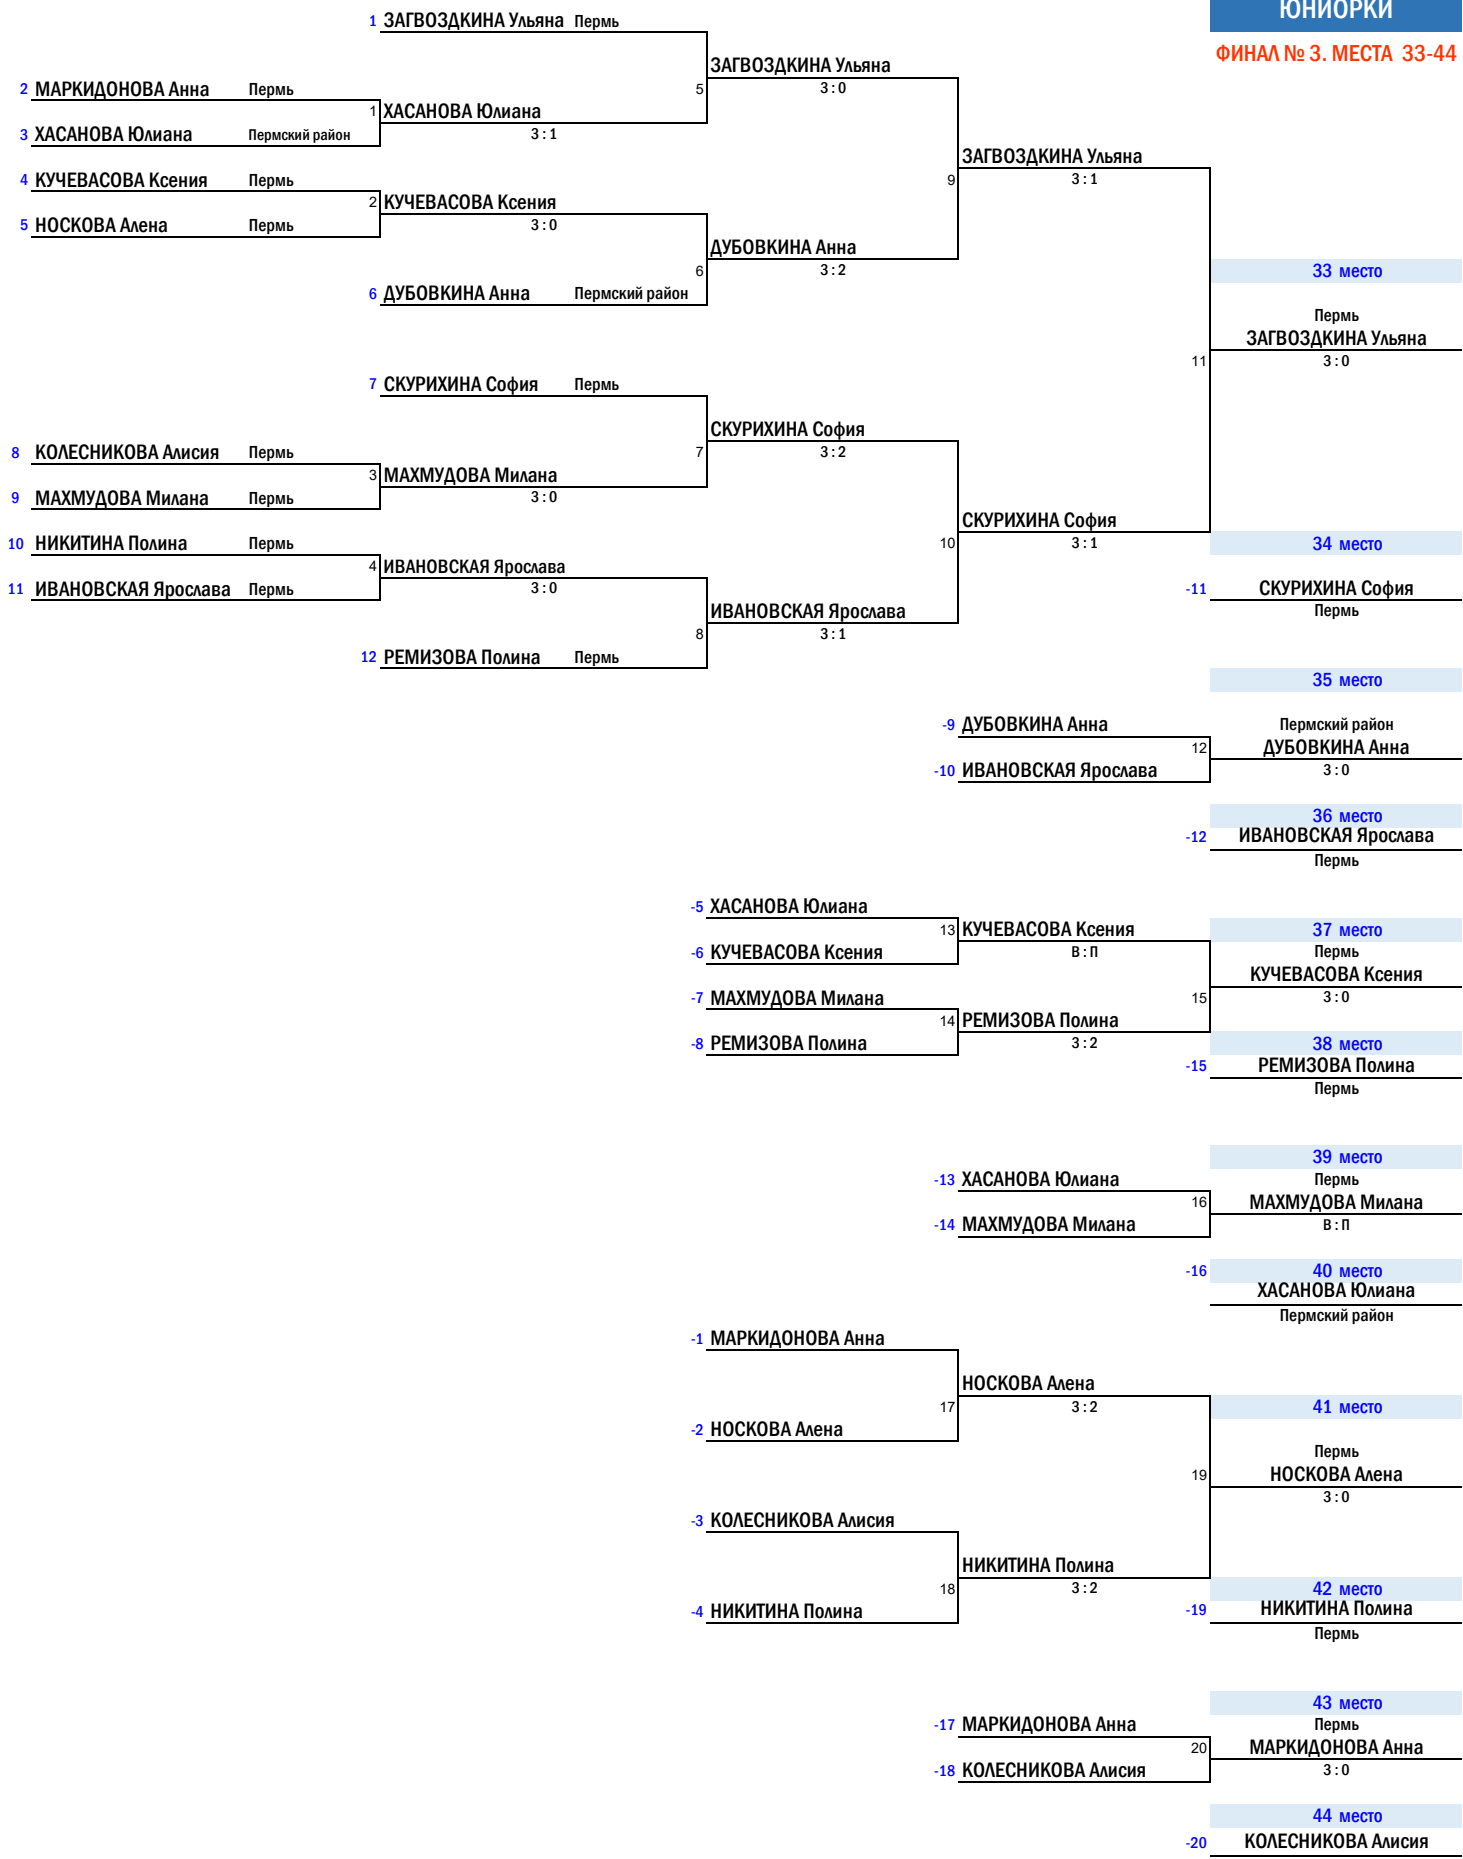 ЮНИОРКИ
1 ЗАГВОЗДКИНА Ульяна Пермь
ФИНАЛ № 3. МЕСТА 33-44
ЗАГВОЗДКИНА Ульяна
2 МАРКИДОНОВА Анна Пермь
5 3 : 0
1 ХАСАНОВА Юлиана
3 ХАСАНОВА Юлиана Пермский район 3 : 1
ЗАГВОЗДКИНА Ульяна
4 КУЧЕВАСОВА Ксения Пермь
9 3 : 1
2 КУЧЕВАСОВА Ксения
5 НОСКОВА Алена Пермь 3 : 0
ДУБОВКИНА Анна
6 3 : 2
33 место
6 ДУБОВКИНА Анна Пермский район
Пермь
ЗАГВОЗДКИНА Ульяна
11 3 : 0
7 СКУРИХИНА София Пермь
СКУРИХИНА София
8 КОЛЕСНИКОВА Алисия Пермь
7 3 : 2
3 МАХМУДОВА Милана
9 МАХМУДОВА Милана Пермь 3 : 0
СКУРИХИНА София
10 НИКИТИНА Полина Пермь
10 3 : 1
34 место
4 ИВАНОВСКАЯ Ярослава
11 ИВАНОВСКАЯ Ярослава Пермь 3 : 0
-11 СКУРИХИНА София
ИВАНОВСКАЯ Ярослава
Пермь
8 3 : 1
12 РЕМИЗОВА Полина Пермь
35 место
-9 ДУБОВКИНА Анна
Пермский район
12 ДУБОВКИНА Анна
-10 ИВАНОВСКАЯ Ярослава
3 : 0
36 место
-12 ИВАНОВСКАЯ Ярослава
Пермь
-5 ХАСАНОВА Юлиана
13 КУЧЕВАСОВА Ксения
37 место
-6 КУЧЕВАСОВА Ксения
В : П
Пермь
КУЧЕВАСОВА Ксения
-7 МАХМУДОВА Милана
15 3 : 0
14 РЕМИЗОВА Полина
-8 РЕМИЗОВА Полина
3 : 2
38 место
-15 РЕМИЗОВА Полина
Пермь
39 место
-13 ХАСАНОВА Юлиана
Пермь
16 МАХМУДОВА Милана
-14 МАХМУДОВА Милана
В : П
-16 40 место
ХАСАНОВА Юлиана
Пермский район
-1 МАРКИДОНОВА Анна
НОСКОВА Алена
17 3 : 2
41 место
-2 НОСКОВА Алена
Пермь
19 НОСКОВА Алена
3 : 0
-3 КОЛЕСНИКОВА Алисия
НИКИТИНА Полина
18 3 : 2
42 место
-4 НИКИТИНА Полина
-19 НИКИТИНА Полина
Пермь
43 место
-17 МАРКИДОНОВА Анна
Пермь
20 МАРКИДОНОВА Анна
-18 КОЛЕСНИКОВА Алисия
3 : 0
44 место
-20 КОЛЕСНИКОВА Алисия